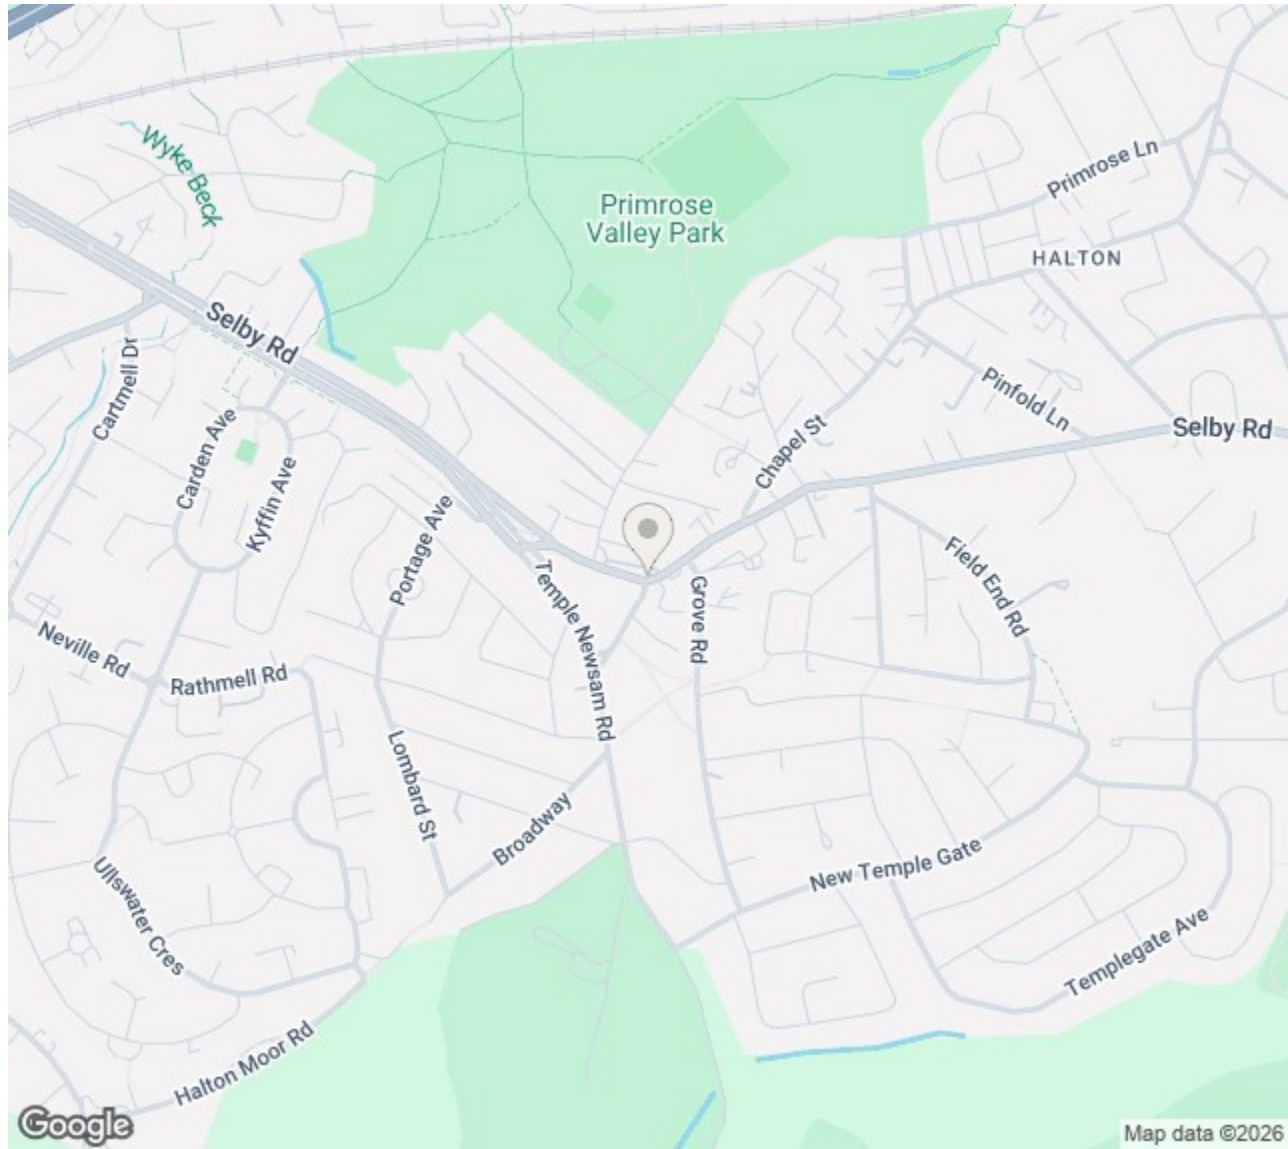 Wyke Beck
Primrose
Valley Park
Primrose Ln
HALTON
Selby Rd
Cartmell Dr
Pinfold Ln
Selby Rd
Carden Ave
Chapel St
Kyffin Ave
Portage Ave
Field End Rd
Temple Newsam Rd
Grove Rd
Neville Rd
Rathmell Rd
Lombard St
Broadway
New Temple Gate
Ullswater Cres
Templegate Ave
Halton Moor Rd
Google
Map data ©2026